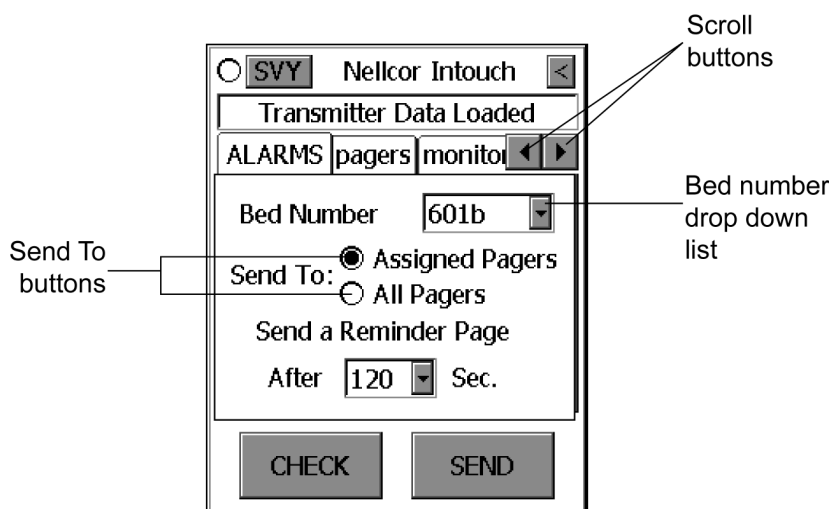 Scroll
buttons
SVY Nellcor Intouch <
Transmitter Data Loaded
ALARMS pagers monitor
Bed Number 601b
Bed number
drop down
list
Send To
buttons
Send To:
Assigned Pagers
All Pagers
Send a Reminder Page
After 120 Sec.
CHECK SEND